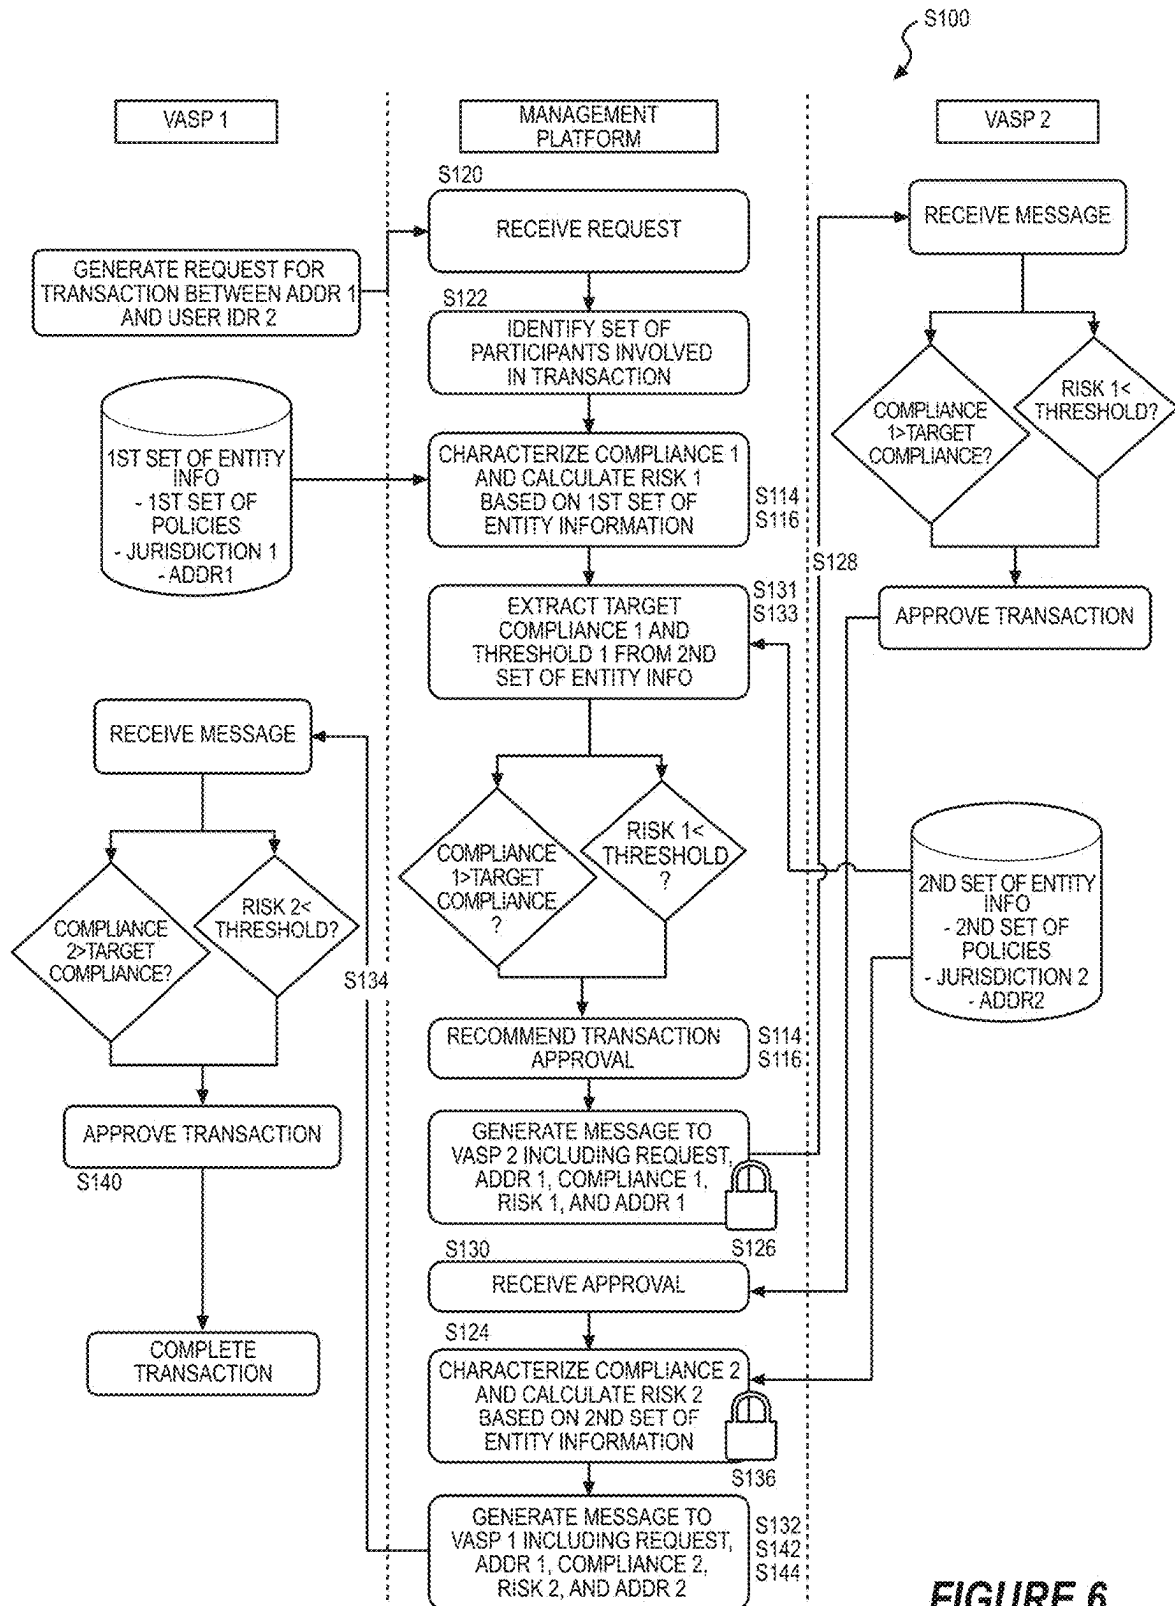 S100
VASP 1
MANAGEMENT
PLATFORM
VASP 2
S120
RECEIVE REQUEST
RECEIVE MESSAGE
GENERATE REQUEST FOR
TRANSACTION BETWEEN ADDR 1
AND USER IDR 2
S122
IDENTIFY SET OF
PARTICIPANTS INVOLVED
IN TRANSACTION
COMPLIANCE
1>TARGET
COMPLIANCE?
RISK 1<
THRESHOLD?
1ST SET OF ENTITY
INFO
- 1ST SET OF
POLICIES
- JURISDICTION 1
- ADDR1
CHARACTERIZE COMPLIANCE 1
AND CALCULATE RISK 1
BASED ON 1ST SET OF
ENTITY INFORMATION
S114
S116
S128
EXTRACT TARGET
COMPLIANCE 1 AND
THRESHOLD 1 FROM 2ND
SET OF ENTITY INFO
S131
S133
APPROVE TRANSACTION
RECEIVE MESSAGE
COMPLIANCE
1>TARGET
COMPLIANCE
?
RISK 1<
THRESHOLD
?
COMPLIANCE
2>TARGET
COMPLIANCE?
RISK 2<
THRESHOLD?
S134
2ND SET OF ENTITY
INFO
- 2ND SET OF
POLICIES
- JURISDICTION 2
- ADDR2
RECOMMEND TRANSACTION
APPROVAL
S114
S116
APPROVE TRANSACTION
S140
GENERATE MESSAGE TO
VASP 2 INCLUDING REQUEST,
ADDR 1, COMPLIANCE 1,
RISK 1, AND ADDR 1
S126
S130
RECEIVE APPROVAL
S124
COMPLETE
TRANSACTION
CHARACTERIZE COMPLIANCE 2
AND CALCULATE RISK 2
BASED ON 2ND SET OF
ENTITY INFORMATION
S136
GENERATE MESSAGE TO
VASP 1 INCLUDING REQUEST,
ADDR 1, COMPLIANCE 2,
RISK 2, AND ADDR 2
S132
S142
S144
FIGURE 6